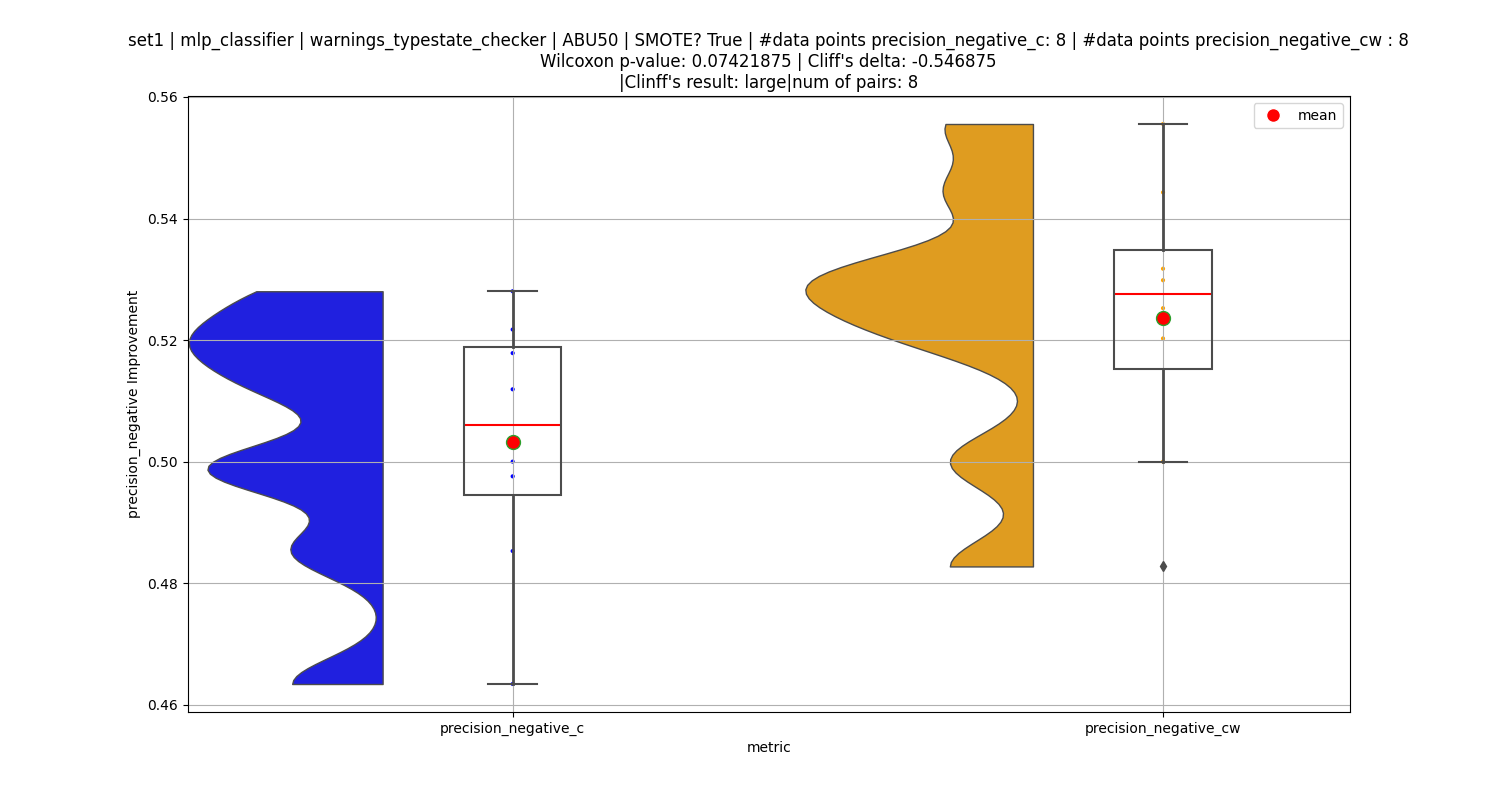 set1 | mlp_classifier | warnings_typestate_checker | ABU50 | SMOTE? True | #data points precision_negative_c: 8 | #data points precision_negative_cw : 8
Wilcoxon p-value: 0.07421875 | Cliff's delta: -0.546875
|Clinff's result: large|num of pairs: 8
mean
0.56
0.54
0.52
0.50
0.48
0.46
precision_negative Improvement
precision_negative_c
precision_negative_cw
metric